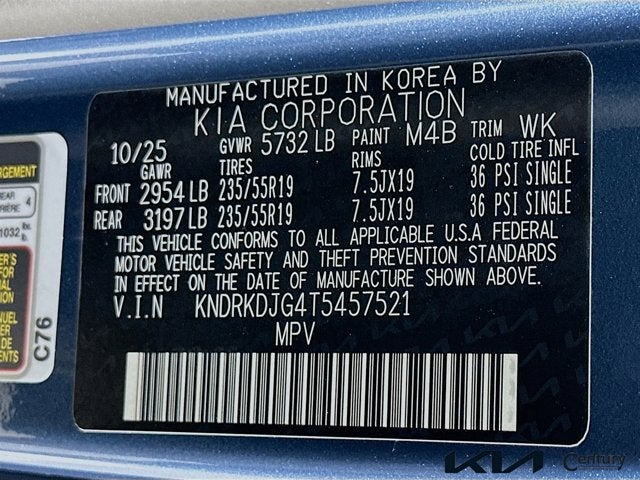 MANUFACTURED IN KOREA BY
KIA CORPORATION
10/25 GVWR 5732 LB PAINT M4B TRIM WK
GAWR TIRES RIMS COLD TIRE INFL
FRONT 2954 LB 235/55R19 7.5JX19 36 PSI SINGLE
REAR 3197 LB 235/55R19 7.5JX19 36 PSI SINGLE
THIS VEHICLE CONFORMS TO ALL APPLICABLE U.S.A FEDERAL
MOTOR VEHICLE SAFETY AND THEFT PREVENTION STANDARDS
IN EFFECT ON THE DATE OF MANUFACTURE SHOWN ABOVE.
V.I.N KNDRKDJG4T5457521
MPV
C76
KIA Century